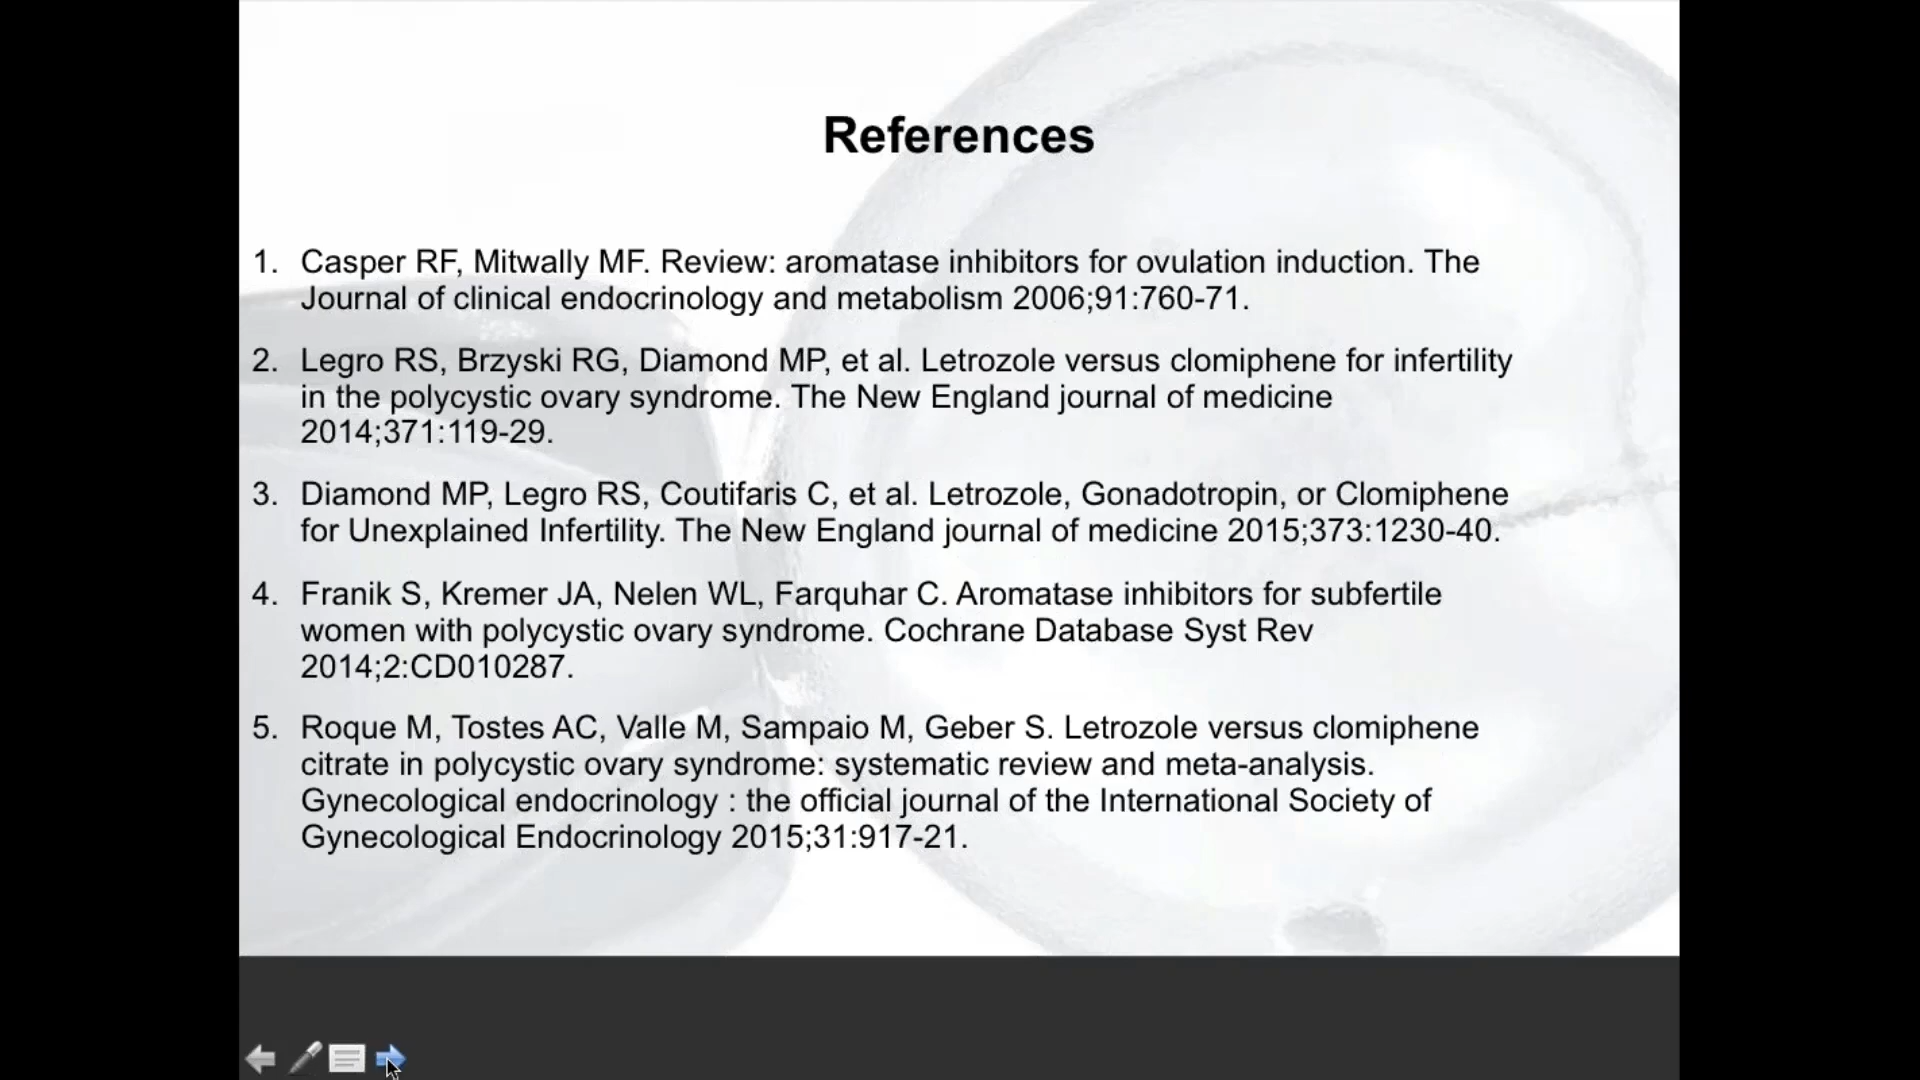 References
1. Casper RF, Mitwally MF. Review: aromatase inhibitors for ovulation induction. The
Journal of clinical endocrinology and metabolism 2006;91:760-71.
2. Legro RS, Brzyski RG, Diamond MP, et al. Letrozole versus clomiphene for infertility
in the polycystic ovary syndrome. The New England journal of medicine
2014;371:119-29.
3. Diamond MP, Legro RS, Coutifaris C, et al. Letrozole, Gonadotropin, or Clomiphene
for Unexplained Infertility. The New England journal of medicine 2015;373:1230-40.
4. Franik S, Kremer JA, Nelen WL, Farquhar C. Aromatase inhibitors for subfertile
women with polycystic ovary syndrome. Cochrane Database Syst Rev
2014;2:CD010287.
5. Roque M, Tostes AC, Valle M, Sampaio M, Geber S. Letrozole versus clomiphene
citrate in polycystic ovary syndrome: systematic review and meta-analysis.
Gynecological endocrinology : the official journal of the International Society of
Gynecological Endocrinology 2015;31:917-21.